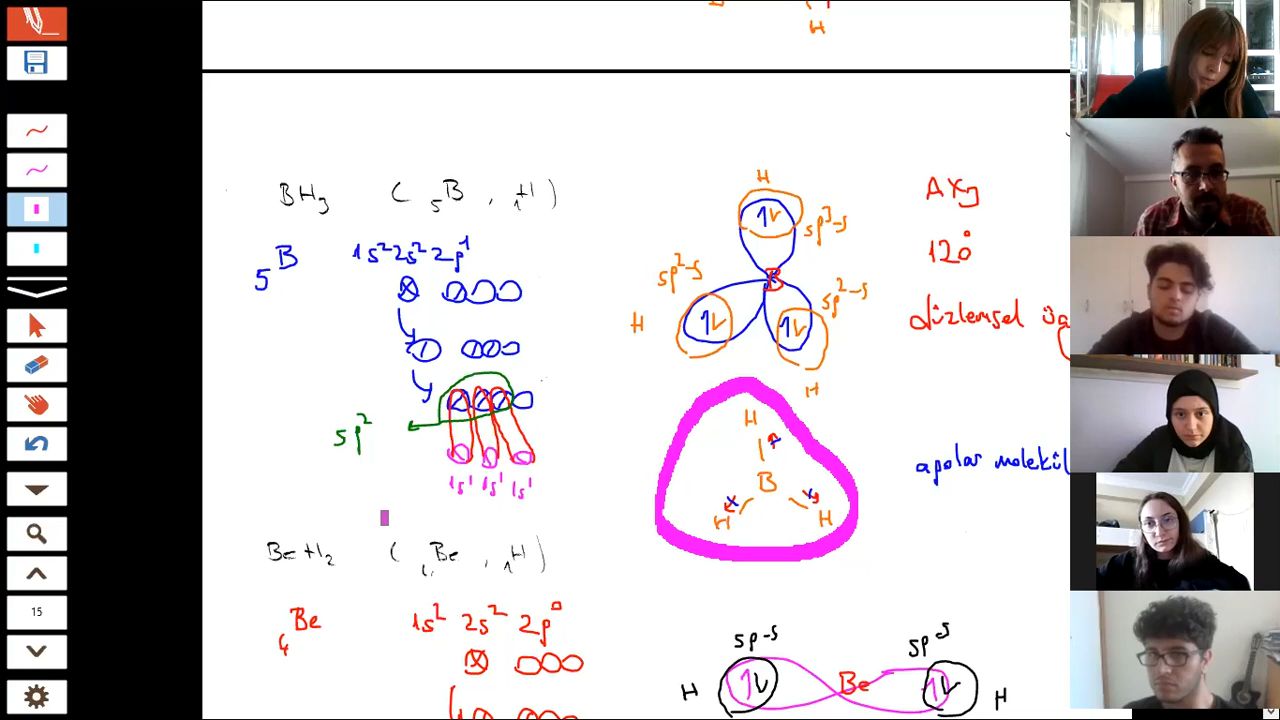 H
BH3 ( 5B , 1H )
5B 1s² 2s² 2p¹
sp²
1s¹ 1s¹ 1s¹
H
sp³-s
sp²-s
B
sp²-s
H
H
AX3
120°
düzlemsel üç
H
B
H H
apolar molekül
BeH2 ( 4Be , 1H )
4Be 1s² 2s² 2p⁰
sp-s sp-s
H Be H
15